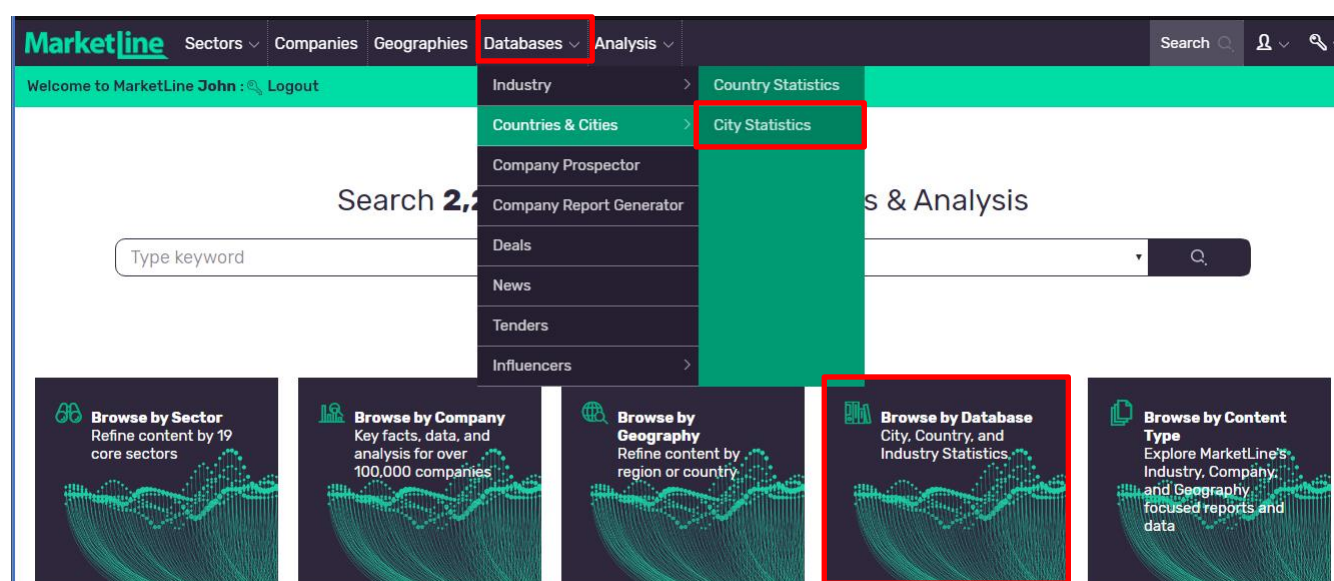 MarketLine Sectors Companies Geographies Databases Analysis Search
Welcome to MarketLine John : Logout
Industry
Countries & Cities
Company Prospector
Company Report Generator
Deals
News
Tenders
Influencers
Country Statistics
City Statistics
Search 2,2 s & Analysis
Type keyword
Browse by Sector
Refine content by 19
core sectors
Browse by Company
Key facts, data, and
analysis for over
100,000 companies
Browse by
Geography
Refine content by
region or country
Browse by Database
City, Country, and
Industry Statistics
Browse by Content
Type
Explore MarketLine's
Industry, Company,
and Geography
focused reports and
data